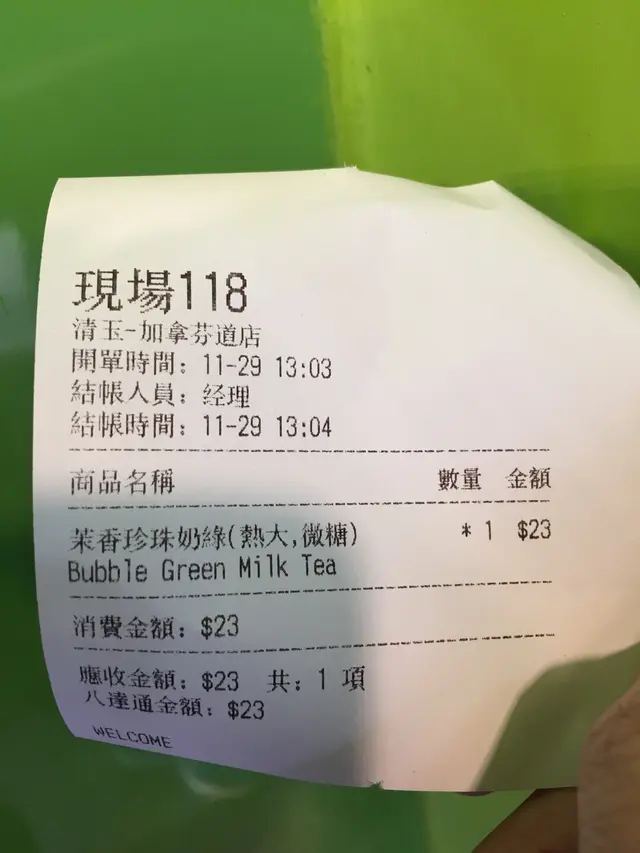 現場118
清玉-加拿芬道店
開單時間: 11-29 13:03
結帳人員: 经理
結帳時間: 11-29 13:04
商品名稱 數量 金額
茉香珍珠奶綠(熱大,微糖) *1 $23
Bubble Green Milk Tea
消費金額: $23
應收金額: $23 共: 1 項
八達通金額: $23
WELCOME